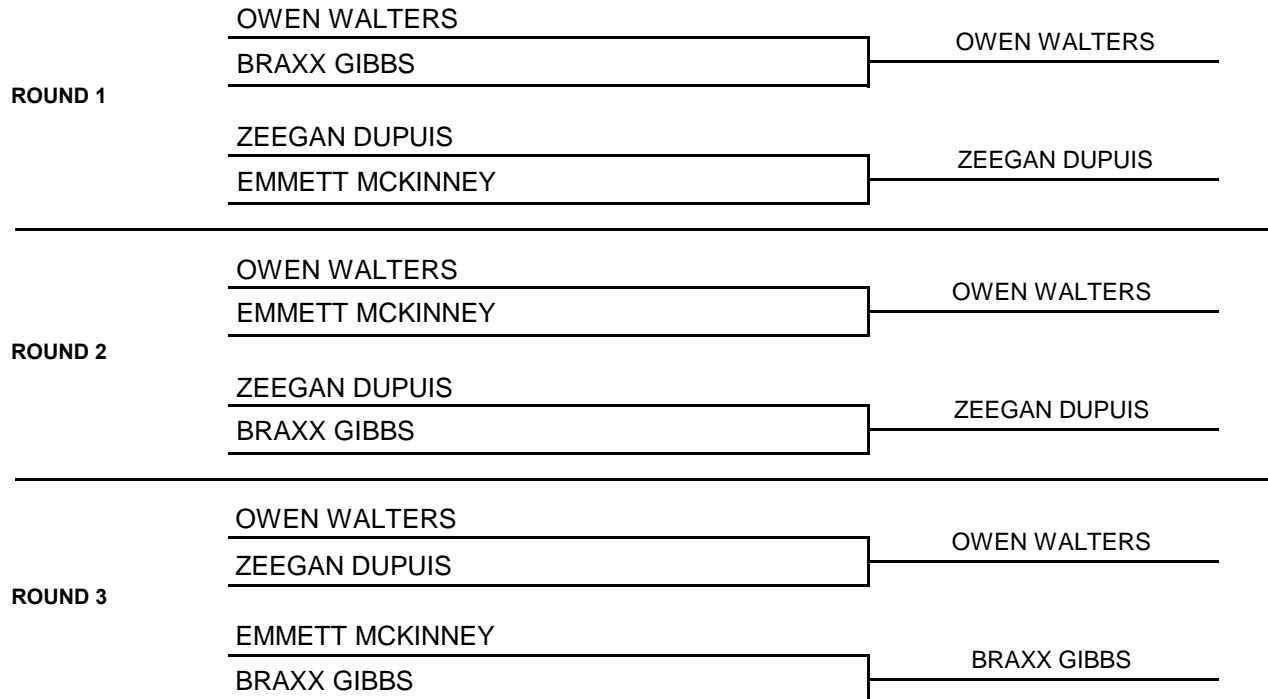 OWEN WALTERS
OWEN WALTERS
BRAXX GIBBS
ROUND 1
ZEEGAN DUPUIS
ZEEGAN DUPUIS
EMMETT MCKINNEY
OWEN WALTERS
OWEN WALTERS
EMMETT MCKINNEY
ROUND 2
ZEEGAN DUPUIS
ZEEGAN DUPUIS
BRAXX GIBBS
OWEN WALTERS
OWEN WALTERS
ZEEGAN DUPUIS
ROUND 3
EMMETT MCKINNEY
BRAXX GIBBS
BRAXX GIBBS